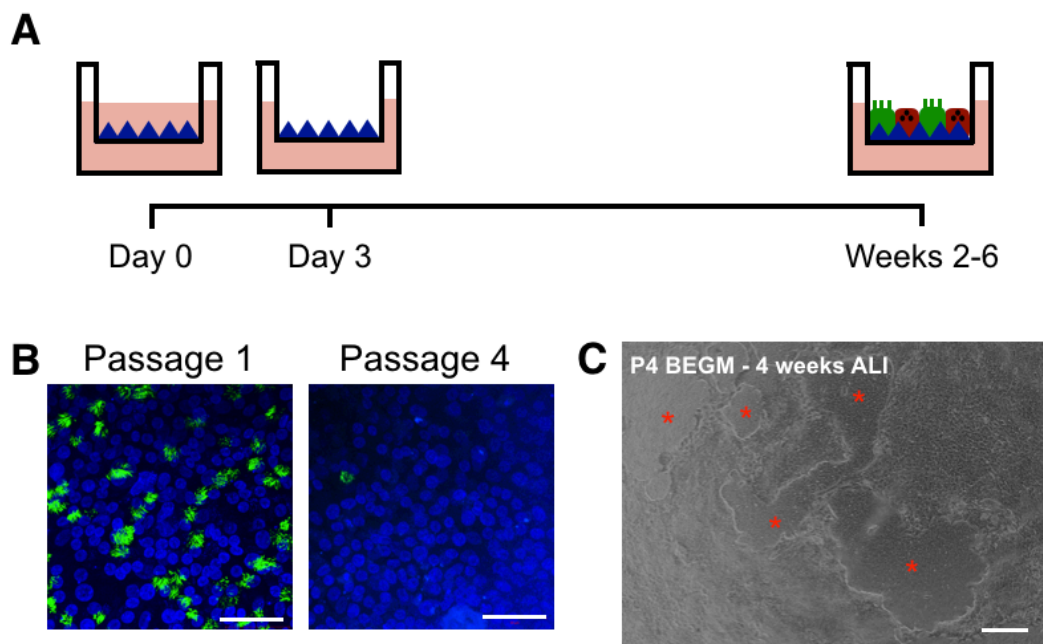 A
Day 0
Day 3
Weeks 2-6
B
Passage 1
Passage 4
C
P4 BEGM - 4 weeks ALI
*
*
*
*
*